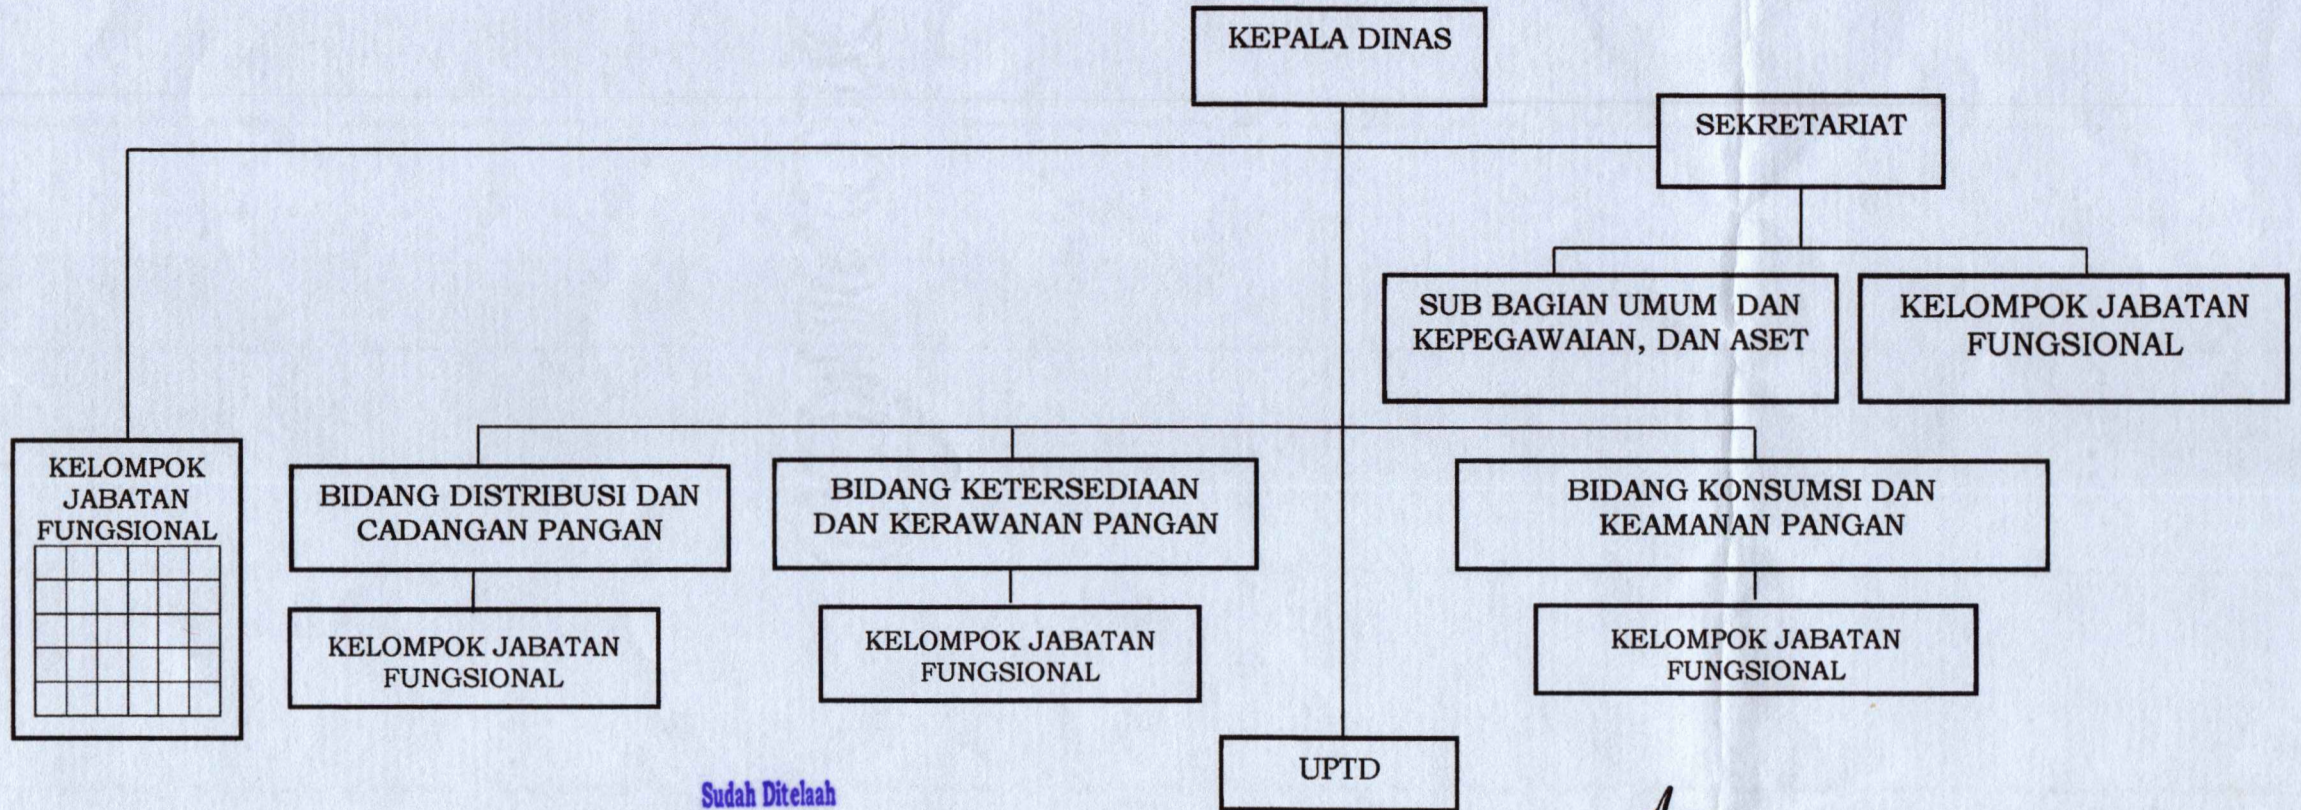 KEPALA DINAS
SEKRETARIAT
SUB BAGIAN UMUM DAN
KEPEGAWAIAN, DAN ASET
KELOMPOK JABATAN
FUNGSIONAL
KELOMPOK
JABATAN
FUNGSIONAL
BIDANG DISTRIBUSI DAN
CADANGAN PANGAN
BIDANG KETERSEDIAAN
DAN KERAWANAN PANGAN
BIDANG KONSUMSI DAN
KEAMANAN PANGAN
KELOMPOK JABATAN
FUNGSIONAL
KELOMPOK JABATAN
FUNGSIONAL
KELOMPOK JABATAN
FUNGSIONAL
UPTD
Sudah Ditelaah